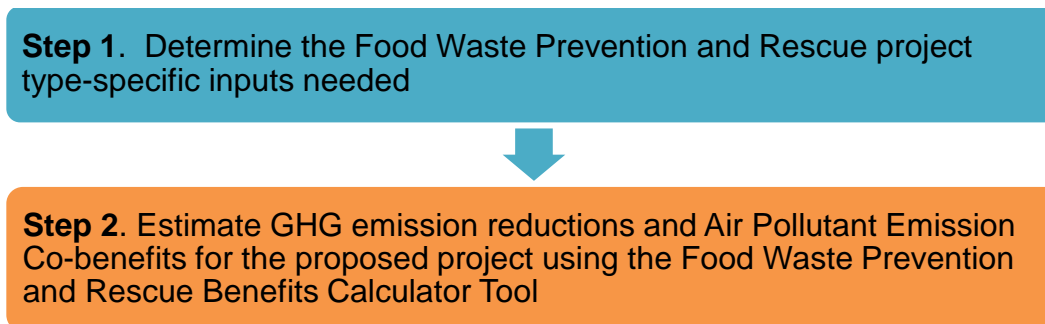 Step 1.  Determine the Food Waste Prevention and Rescue project
type-specific inputs needed
Step 2. Estimate GHG emission reductions and Air Pollutant Emission
Co-benefits for the proposed project using the Food Waste Prevention
and Rescue Benefits Calculator Tool